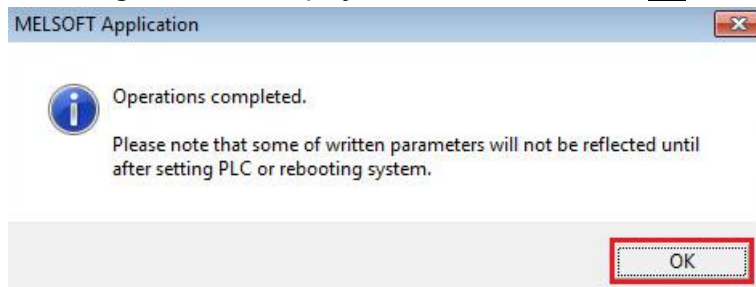 MELSOFT Application
Operations completed.
Please note that some of written parameters will not be reflected until
after setting PLC or rebooting system.
OK